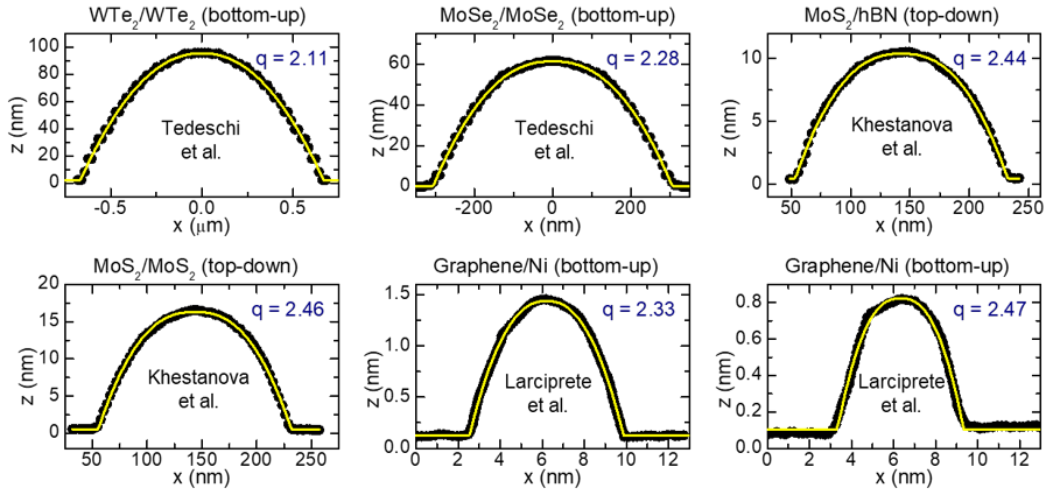 WTe₂/WTe₂ (bottom-up)
100
80
60
40
20
0
z (nm)
q = 2.11
Tedeschi
et al.
-0.5 0.0 0.5
x (μm)
MoSe₂/MoSe₂ (bottom-up)
60
40
20
0
z (nm)
q = 2.28
Tedeschi
et al.
-200 0 200
x (nm)
MoS₂/hBN (top-down)
10
5
0
z (nm)
q = 2.44
Khestanova
et al.
50 100 150 200 250
x (nm)
MoS₂/MoS₂ (top-down)
20
15
10
5
0
z (nm)
q = 2.46
Khestanova
et al.
50 100 150 200 250
x (nm)
Graphene/Ni (bottom-up)
1.5
1.0
0.5
0.0
z (nm)
q = 2.33
Larciprete
et al.
0 2 4 6 8 10 12
x (nm)
Graphene/Ni (bottom-up)
0.8
0.6
0.4
0.2
0.0
z (nm)
q = 2.47
Larciprete
et al.
0 2 4 6 8 10 12
x (nm)